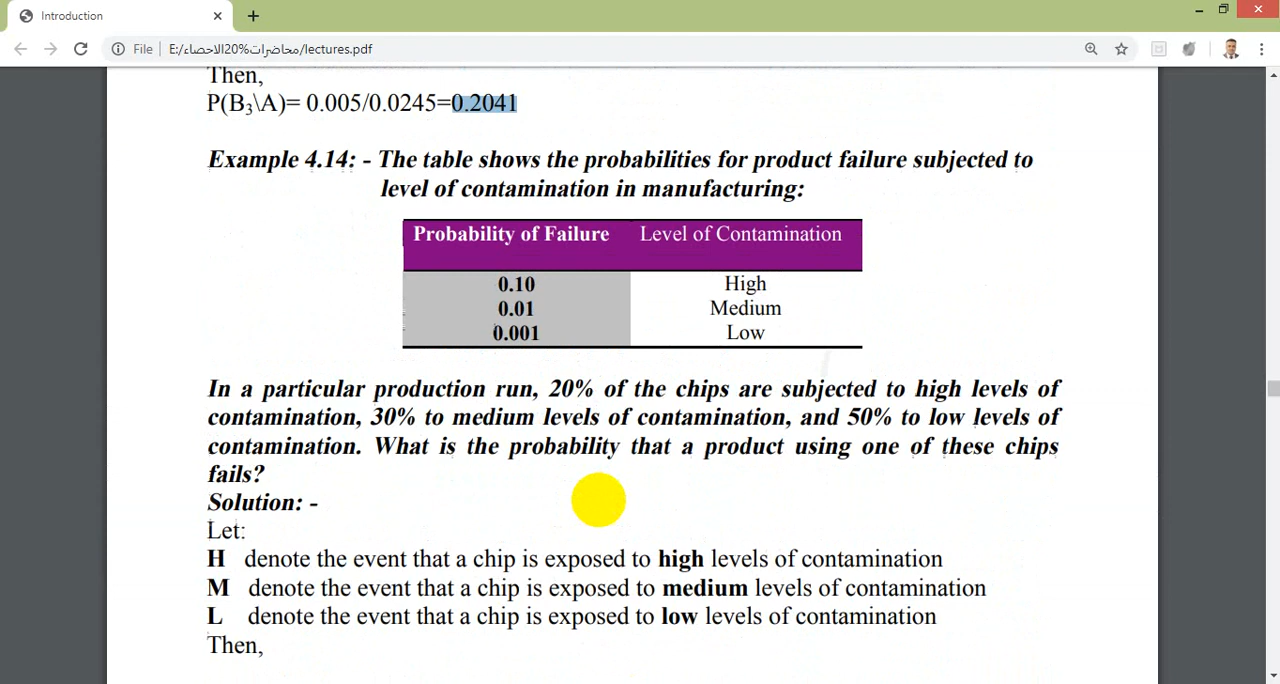 Introduction
File
E:/محاضرات%20الاحصاء/lectures.pdf
Then,
P(B₃\A)= 0.005/0.0245=0.2041
Example 4.14: - The table shows the probabilities for product failure subjected to
level of contamination in manufacturing:
Probability of Failure Level of Contamination
0.10 High
0.01 Medium
0.001 Low
In a particular production run, 20% of the chips are subjected to high levels of
contamination, 30% to medium levels of contamination, and 50% to low levels of
contamination. What is the probability that a product using one of these chips
fails?
Solution: -
Let:
H denote the event that a chip is exposed to high levels of contamination
M denote the event that a chip is exposed to medium levels of contamination
L denote the event that a chip is exposed to low levels of contamination
Then,